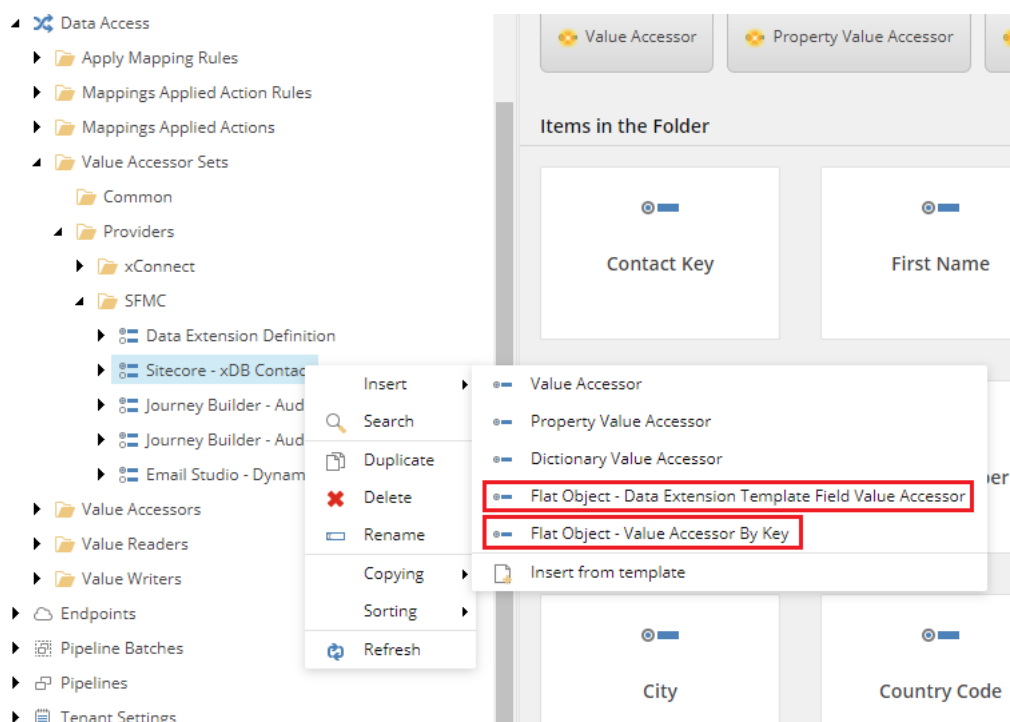 Data Access
Apply Mapping Rules
Mappings Applied Action Rules
Mappings Applied Actions
Value Accessor Sets
Common
Providers
xConnect
SFMC
Data Extension Definition
Sitecore - xDB Contac
Journey Builder - Aud
Journey Builder - Aud
Email Studio - Dynam
Value Accessors
Value Readers
Value Writers
Endpoints
Pipeline Batches
Pipelines
Tenant Settings
Insert
Search
Duplicate
Delete
Rename
Copying
Sorting
Refresh
Value Accessor
Property Value Accessor
Dictionary Value Accessor
Flat Object - Data Extension Template Field Value Accessor
Flat Object - Value Accessor By Key
Insert from template
Value Accessor
Property Value Accessor
Items in the Folder
Contact Key
First Name
City
Country Code